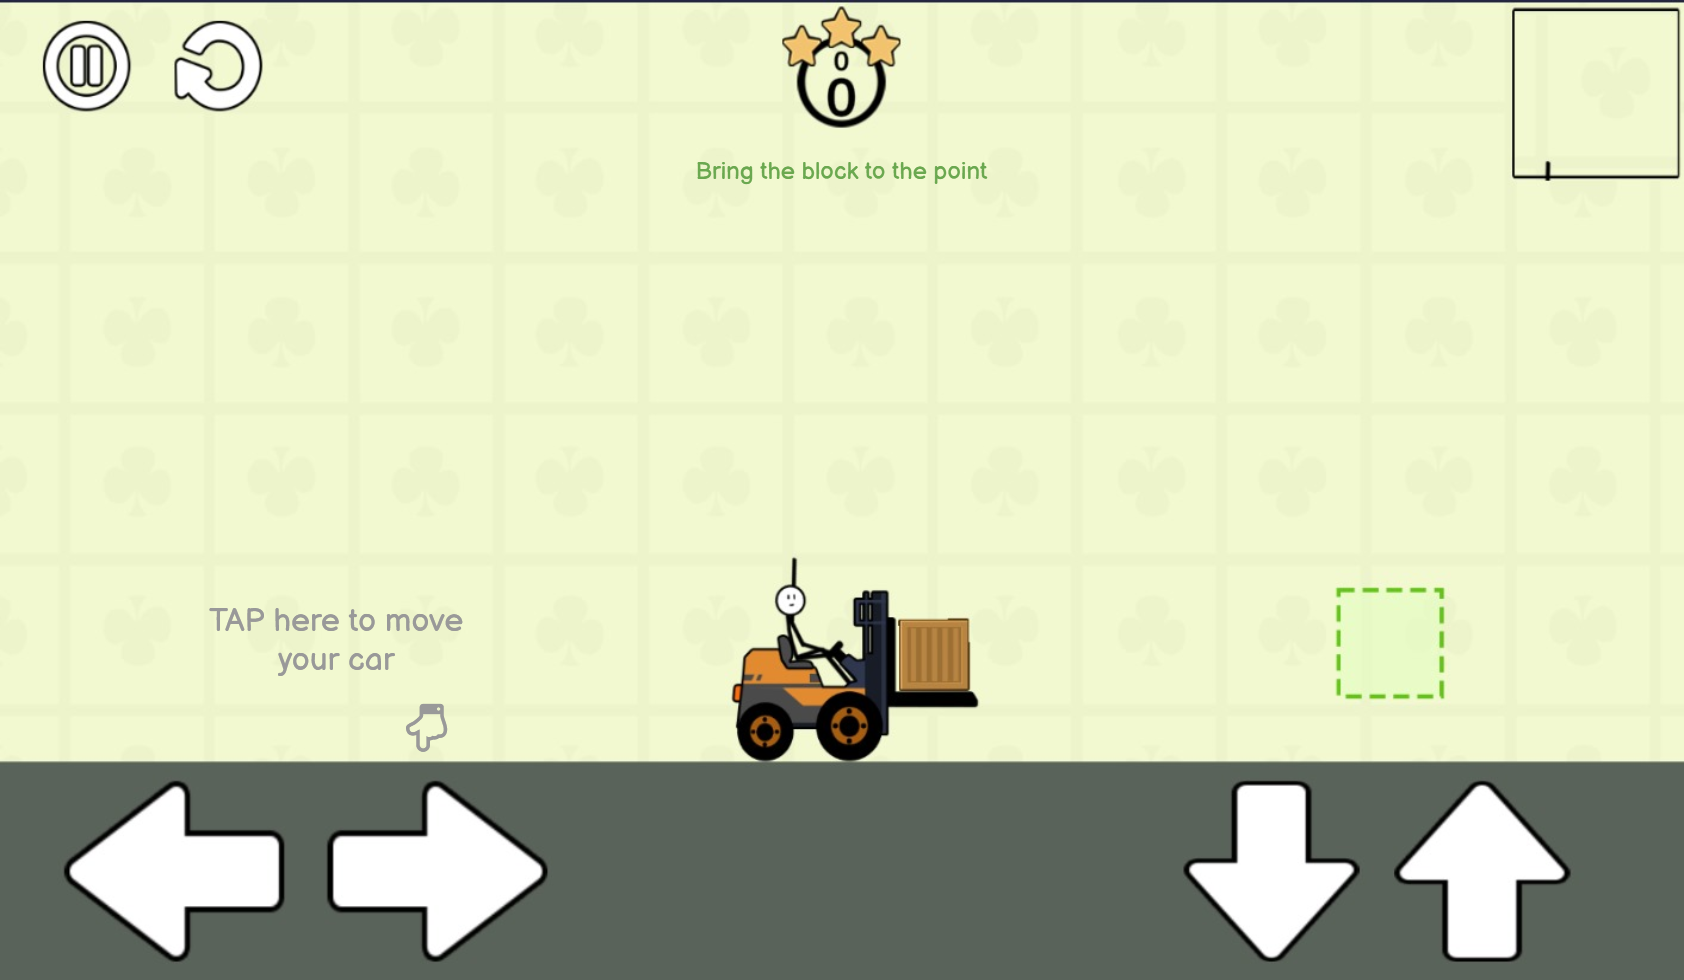 0
0
Bring the block to the point
TAP here to move
your car